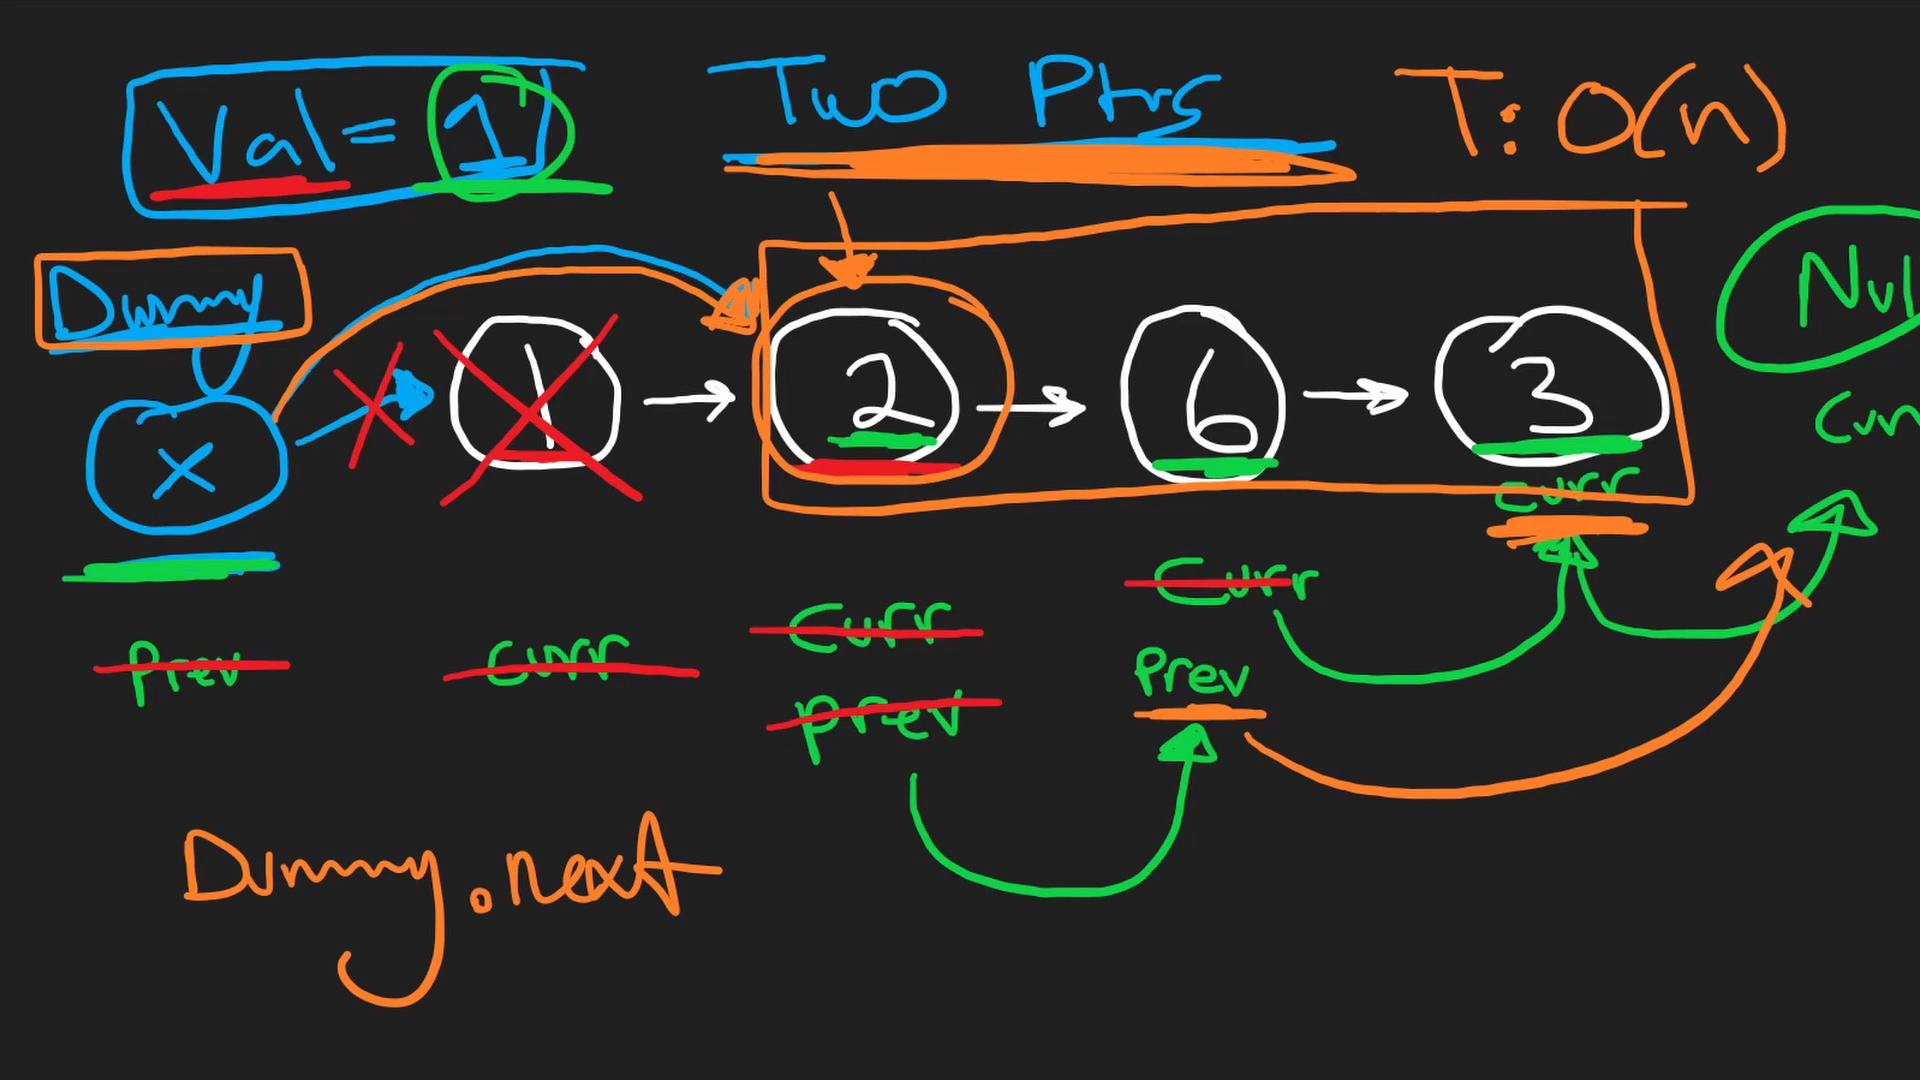 Val = 1
Two Ptrs
T: O(n)
Dummy
x
1
2
6
3
Nul
Curr
Curr
Curr
Curr
Prev
Prev
Curr
prev
Dummy.next